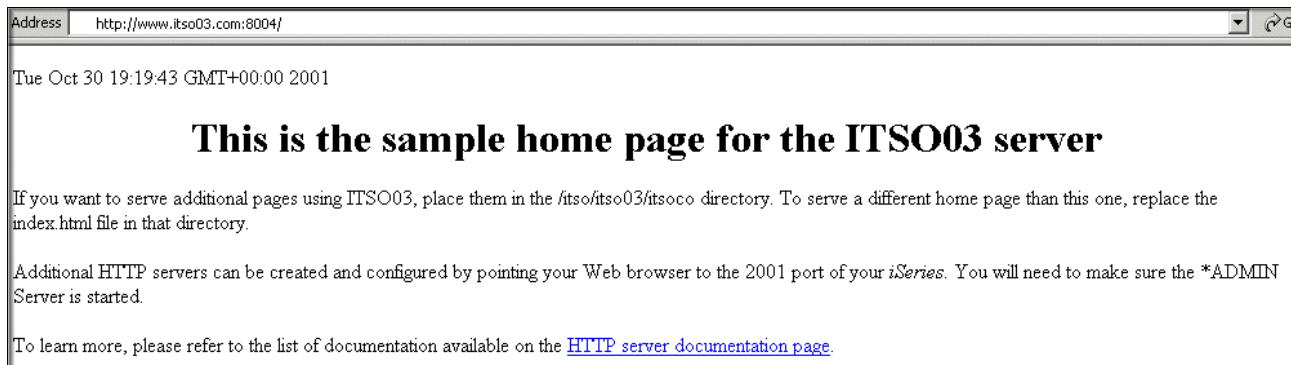 Address http://www.itso03.com:8004/
Tue Oct 30 19:19:43 GMT+00:00 2001
This is the sample home page for the ITSO03 server
If you want to serve additional pages using ITSO03, place them in the /itso/itso03/itsoco directory. To serve a different home page than this one, replace the
index.html file in that directory.
Additional HTTP servers can be created and configured by pointing your Web browser to the 2001 port of your iSeries. You will need to make sure the *ADMIN
Server is started.
To learn more, please refer to the list of documentation available on the HTTP server documentation page.